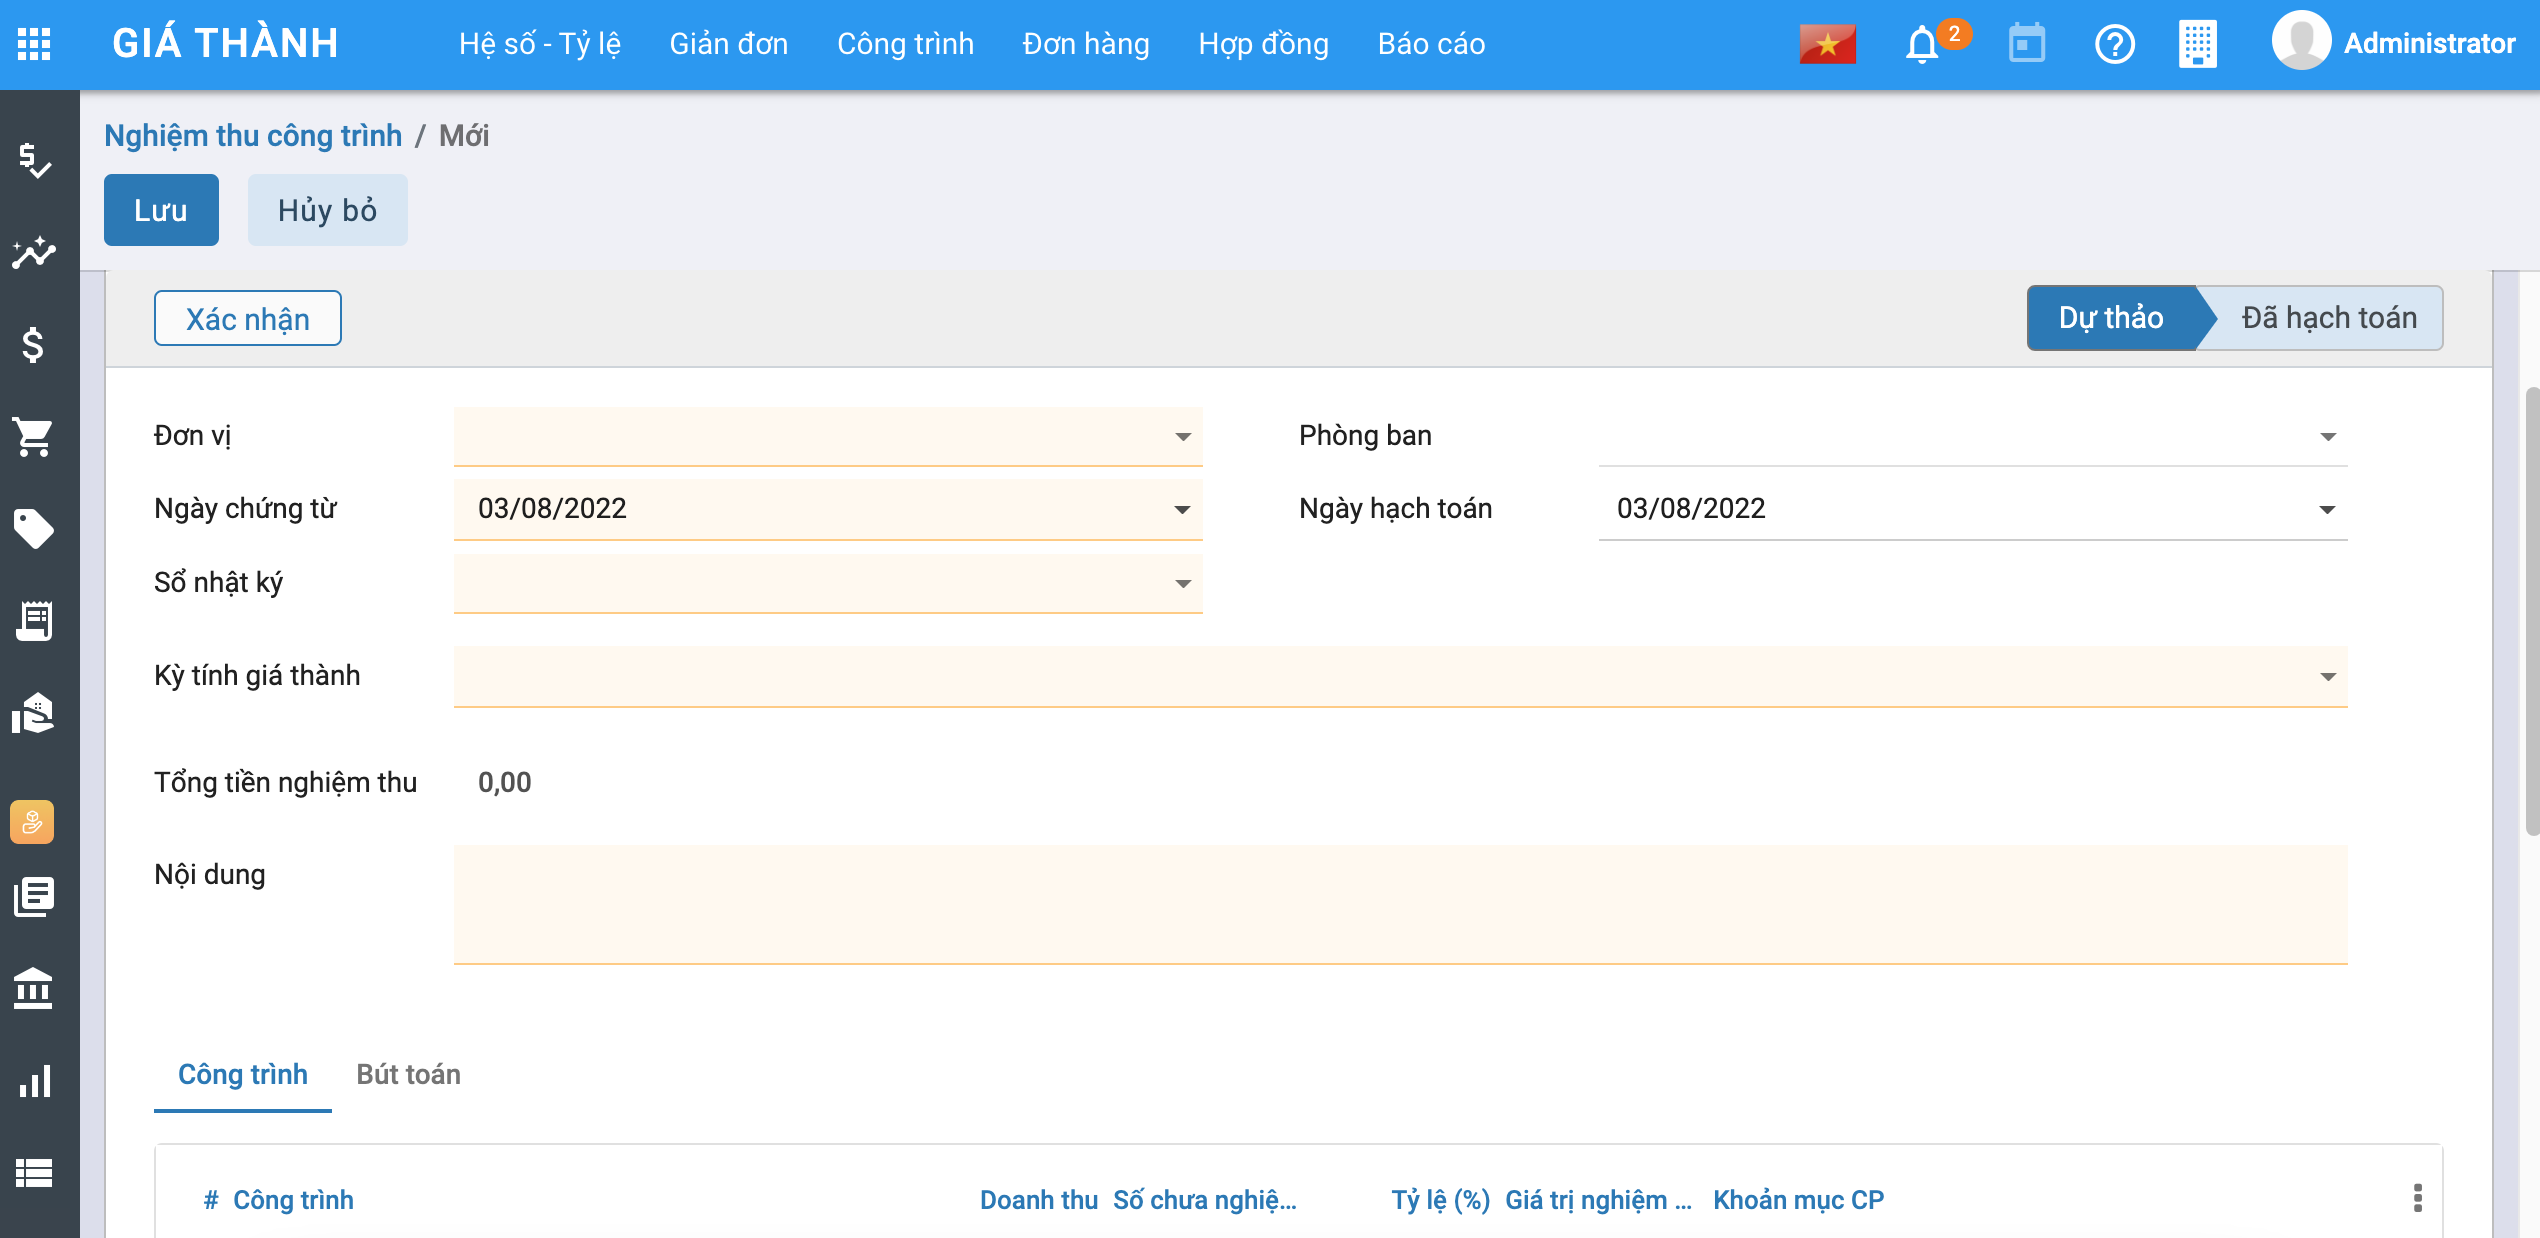 GIÁ THÀNH Hệ số - Tỷ lệ Giản đơn Công trình Đơn hàng Hợp đồng Báo cáo 2 Administrator
Nghiệm thu công trình / Mới
Lưu Hủy bỏ
Xác nhận Dự thảo Đã hạch toán
Đơn vị Phòng ban
Ngày chứng từ 03/08/2022 Ngày hạch toán 03/08/2022
Sổ nhật ký
Kỳ tính giá thành
Tổng tiền nghiệm thu 0,00
Nội dung
Công trình Bút toán
# Công trình Doanh thu Số chưa nghiệ... Tỷ lệ (%) Giá trị nghiệm ... Khoản mục CP